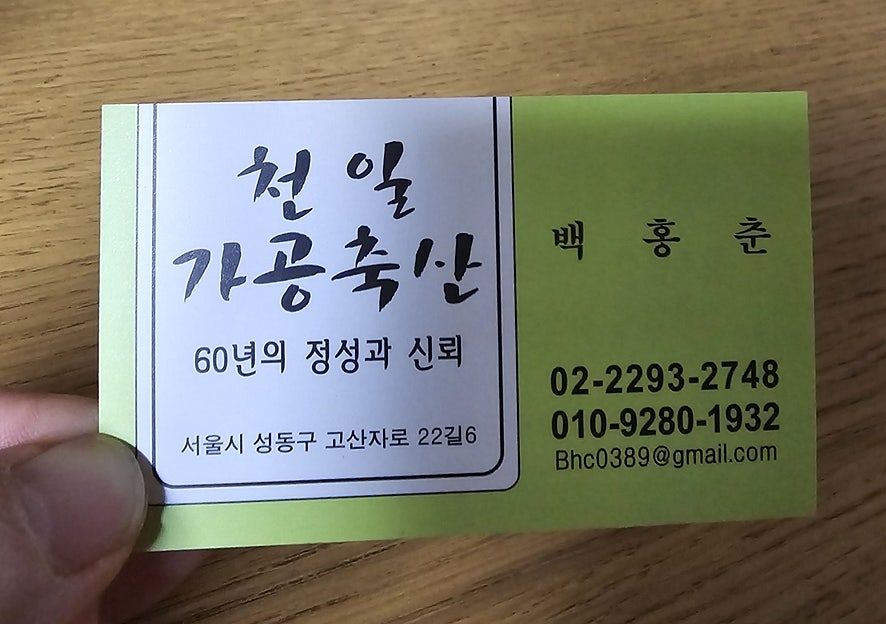 천일
가공축산
60년의 정성과 신뢰
서울시 성동구 고산자로 22길6
백 홍 춘
02-2293-2748
010-9280-1932
Bhc0389@gmail.com